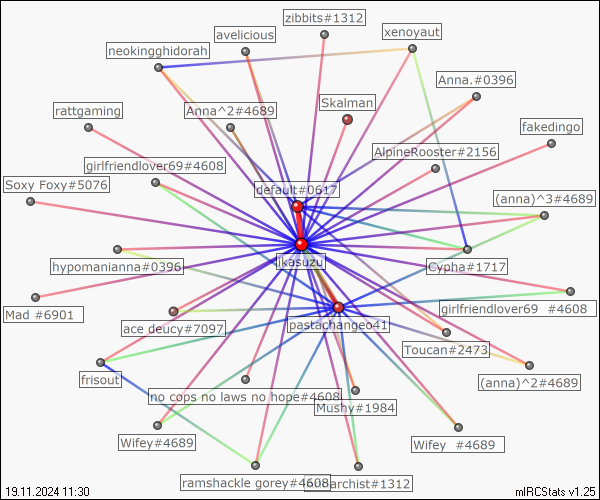 zibbits#1312
avelicious
xenoyaut
neokingghidorah
Anna.#0396
rattgaming
Anna^2#4689
Skalman
fakedingo
AlpineRooster#2156
girlfriendlover69#4608
Soxy Foxy#5076
default#0617
(anna)^3#4689
Ikasuzu
hypomanianna#0396
Cypha#1717
Mad #6901
girlfriendlover69 #4608
ace deucy#7097
pastachangeo41
Toucan#2473
frisout
(anna)^2#4689
no cops no laws no hope#4608
Mushy#1984
Wifey#4689
Wifey #4689
ramshackle gorey#4608
19.11.2024 11:30
mIRCStats v1.25